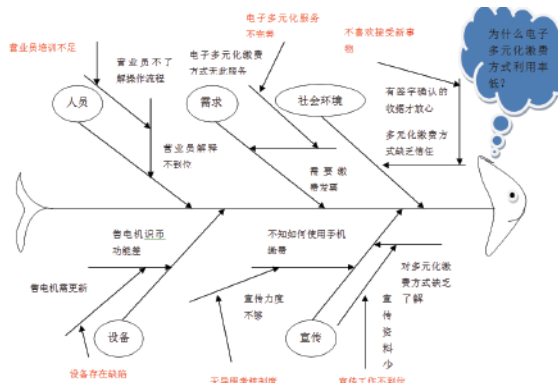 营业员培训不足
营业员不了
解操作流程
人员
营业员解释
不到位
电子多元化服务
不完善
电子多元化缴费
方式无此服务
需求
需要缴
费发票
不喜欢接受新事
物
社会环境
有签字确认的
收据才放心
多元化缴费方
式缺乏信任
为什么电子
多元化缴费
方式利用率
低？
售电机识币
功能差
售电机需更新
设备
设备存在缺陷
不知如何使用手机
缴费
宣传力度
不够
宣传
对多元化缴
费方式缺乏
了解
宣传资料少
宣传工作不到位